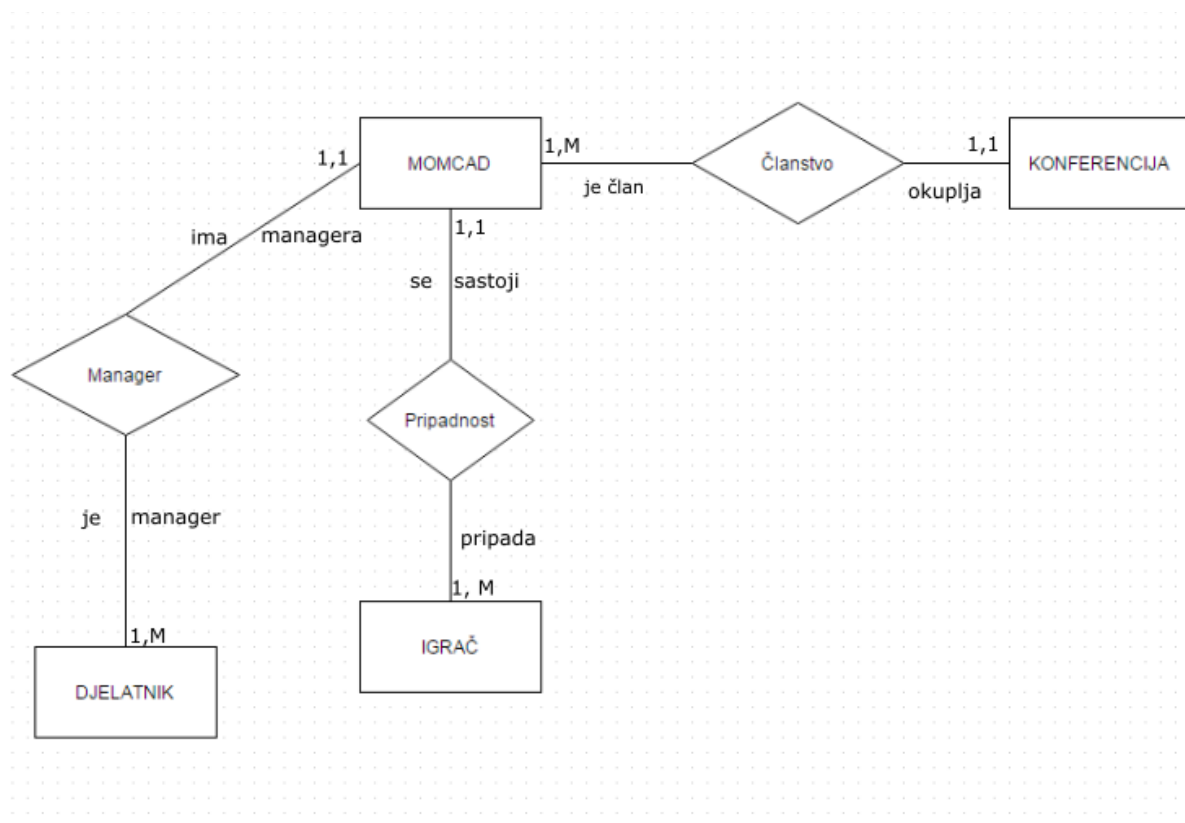 1,1
MOMCAD
1,M
Članstvo
1,1
KONFERENCIJA
je član
okuplja
ima managera
1,1
se sastoji
Manager
Pripadnost
je manager
pripada
1, M
1,M
IGRAČ
DJELATNIK